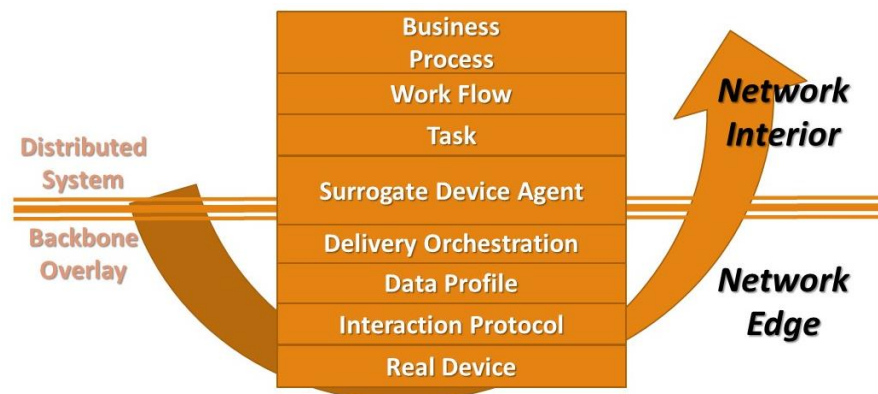 Business
Process
Work Flow
Task
Surrogate Device Agent
Delivery Orchestration
Data Profile
Interaction Protocol
Real Device
Distributed
System
Backbone
Overlay
Network
Interior
Network
Edge